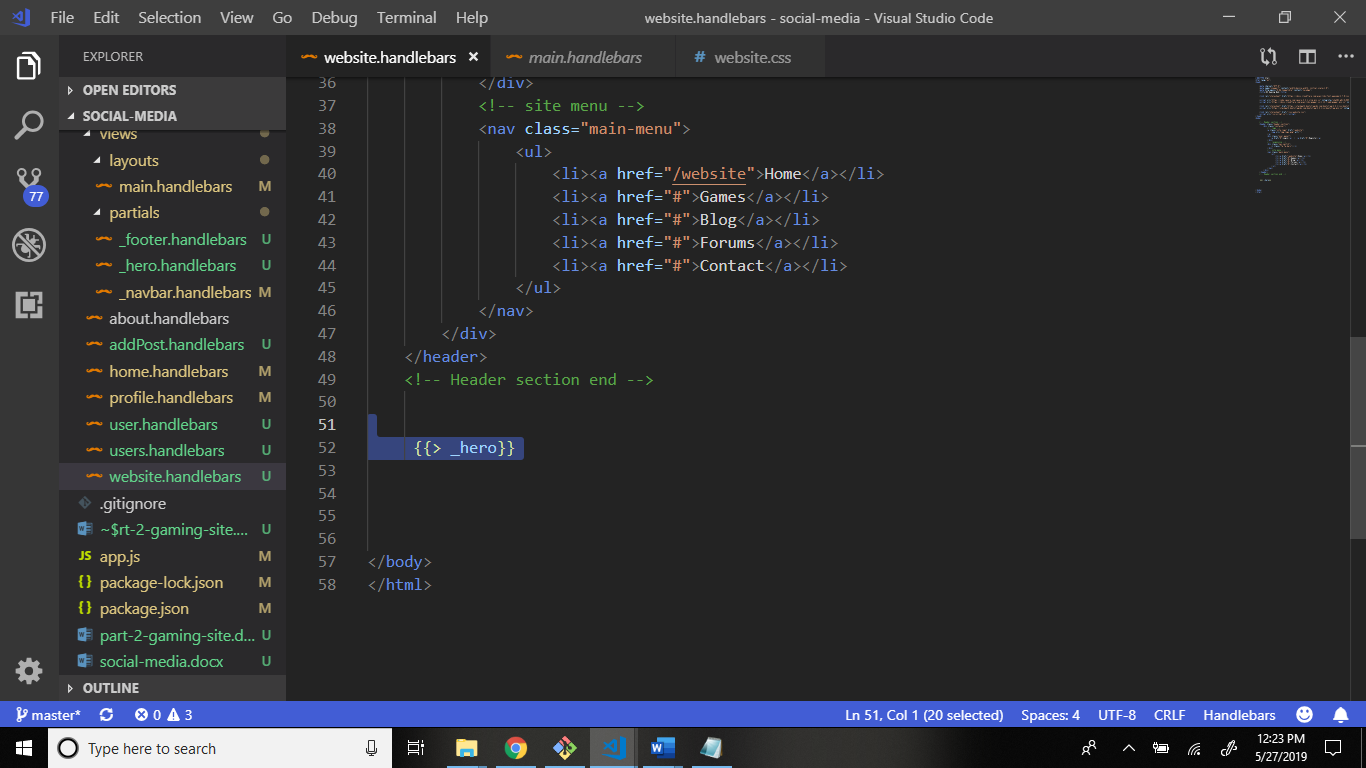 File Edit Selection View Go Debug Terminal Help website.handlebars - social-media - Visual Studio Code
EXPLORER
OPEN EDITORS
SOCIAL-MEDIA
views
layouts
main.handlebars M
partials
_footer.handlebars U
_hero.handlebars U
_navbar.handlebars M
about.handlebars
addPost.handlebars U
home.handlebars M
profile.handlebars M
user.handlebars U
users.handlebars U
website.handlebars U
.gitignore
~$rt-2-gaming-site.... U
JS app.js M
{} package-lock.json M
{} package.json M
part-2-gaming-site.d... U
social-media.docx U
OUTLINE
77
website.handlebars × main.handlebars # website.css
36 </div>
37 <!-- site menu -->
38 <nav class="main-menu">
39 <ul>
40 <li><a href="/website">Home</a></li>
41 <li><a href="#">Games</a></li>
42 <li><a href="#">Blog</a></li>
43 <li><a href="#">Forums</a></li>
44 <li><a href="#">Contact</a></li>
45 </ul>
46 </nav>
47 </div>
48 </header>
49 <!-- Header section end -->
50
51
52 {{> _hero}}
53
54
55
56
57 </body>
58 </html>
master* 0 3 Ln 51, Col 1 (20 selected) Spaces: 4 UTF-8 CRLF Handlebars
Type here to search
12:23 PM
5/27/2019